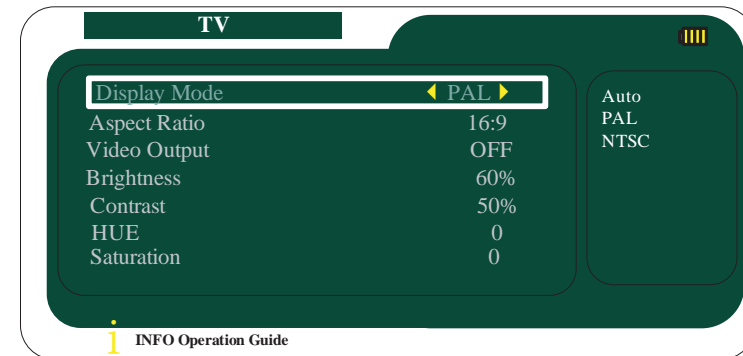 TV
Display Mode PAL
Aspect Ratio 16:9
Video Output OFF
Brightness 60%
Contrast 50%
HUE 0
Saturation 0
Auto
PAL
NTSC
i INFO Operation Guide